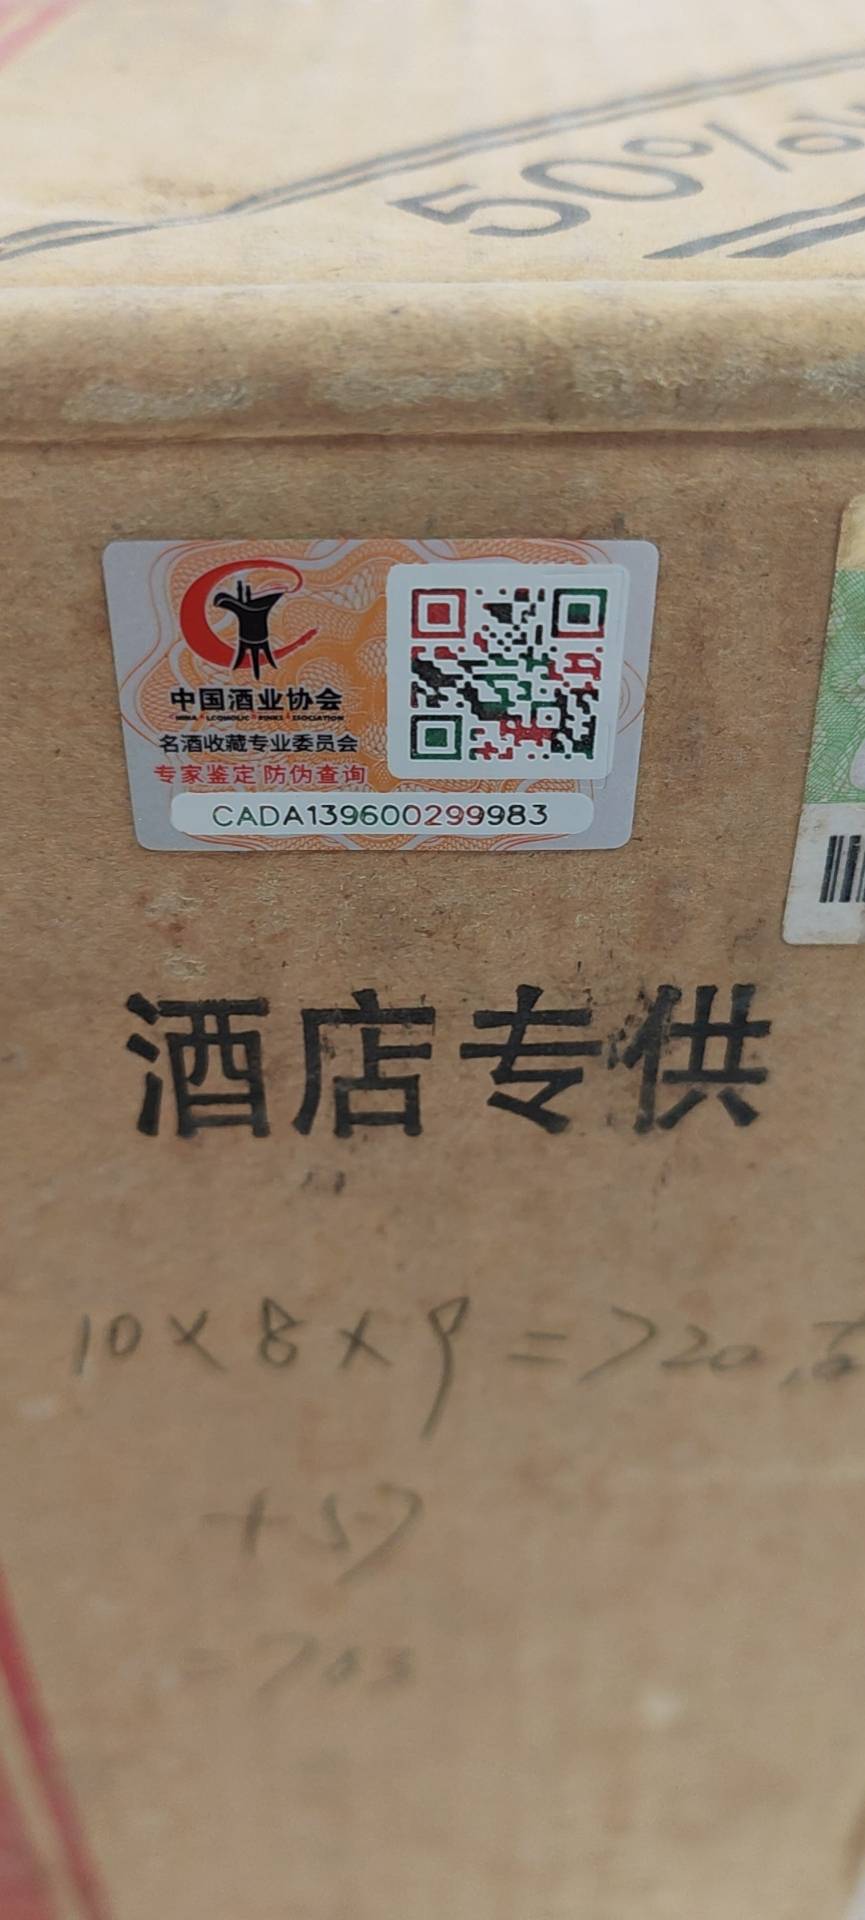 50%
中国酒业协会
名酒收藏专业委员会
专家鉴定 防伪查询
CADA139600299983
酒店专供
10×8×9=720
+57